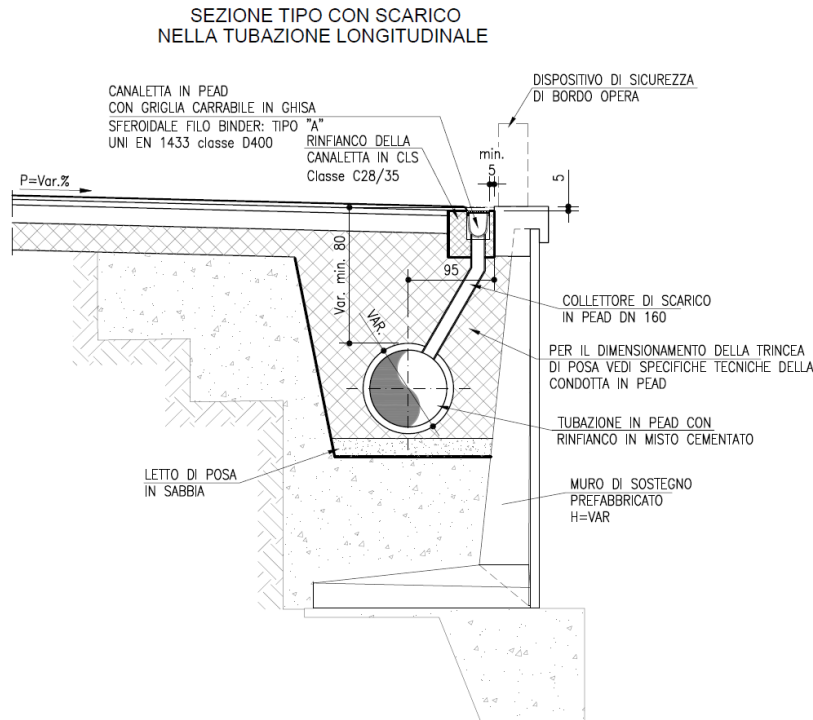 SEZIONE TIPO CON SCARICO
NELLA TUBAZIONE LONGITUDINALE
DISPOSITIVO DI SICUREZZA
DI BORDO OPERA
CANALETTA IN PEAD
CON GRIGLIA CARRABILE IN GHISA
SFEROIDALE FILO BINDER: TIPO "A"
UNI EN 1433 classe D400
RINFIANCO DELLA
CANALETTA IN CLS
Classe C28/35
min.
5
5
P=Var.%
Var. min. 80
95
VAR.
COLLETTORE DI SCARICO
IN PEAD DN 160
PER IL DIMENSIONAMENTO DELLA TRINCEA
DI POSA VEDI SPECIFICHE TECNICHE DELLA
CONDOTTA IN PEAD
TUBAZIONE IN PEAD CON
RINFIANCO IN MISTO CEMENTATO
LETTO DI POSA
IN SABBIA
MURO DI SOSTEGNO
PREFABBRICATO
H=VAR